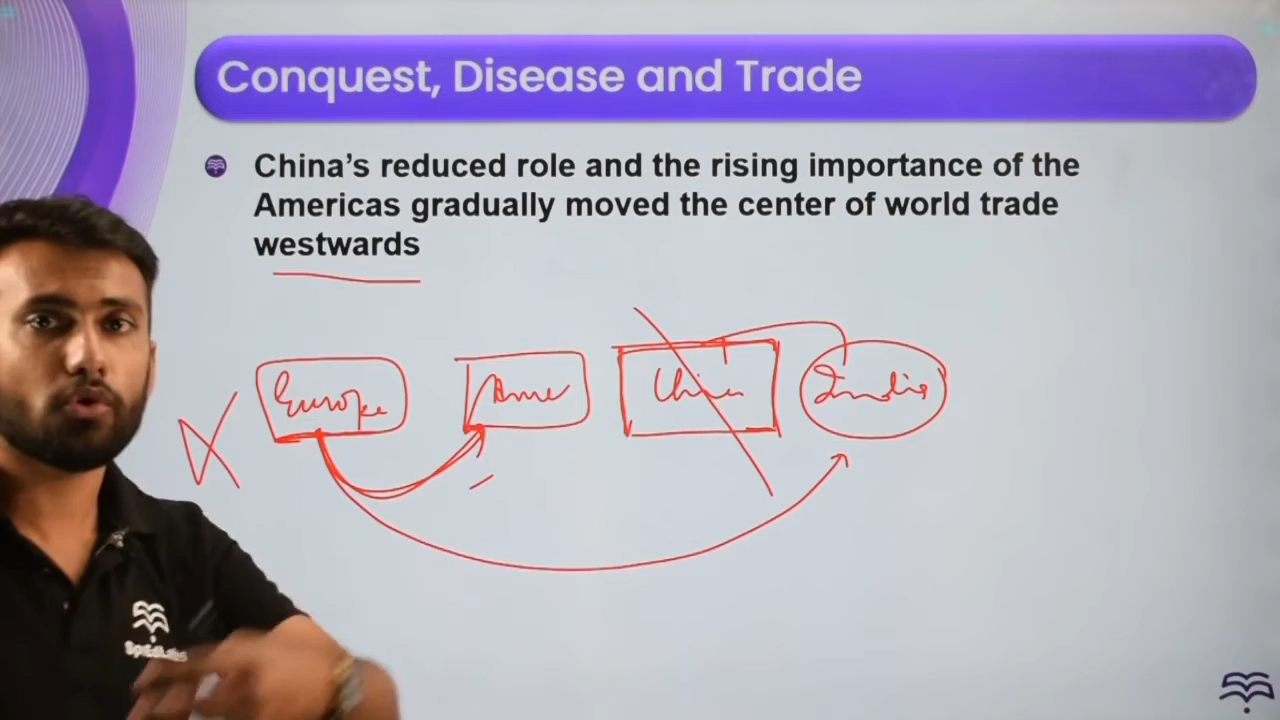 Conquest, Disease and Trade
China's reduced role and the rising importance of the
Americas gradually moved the center of world trade
westwards
Europe Ame China India
SpEdLabs